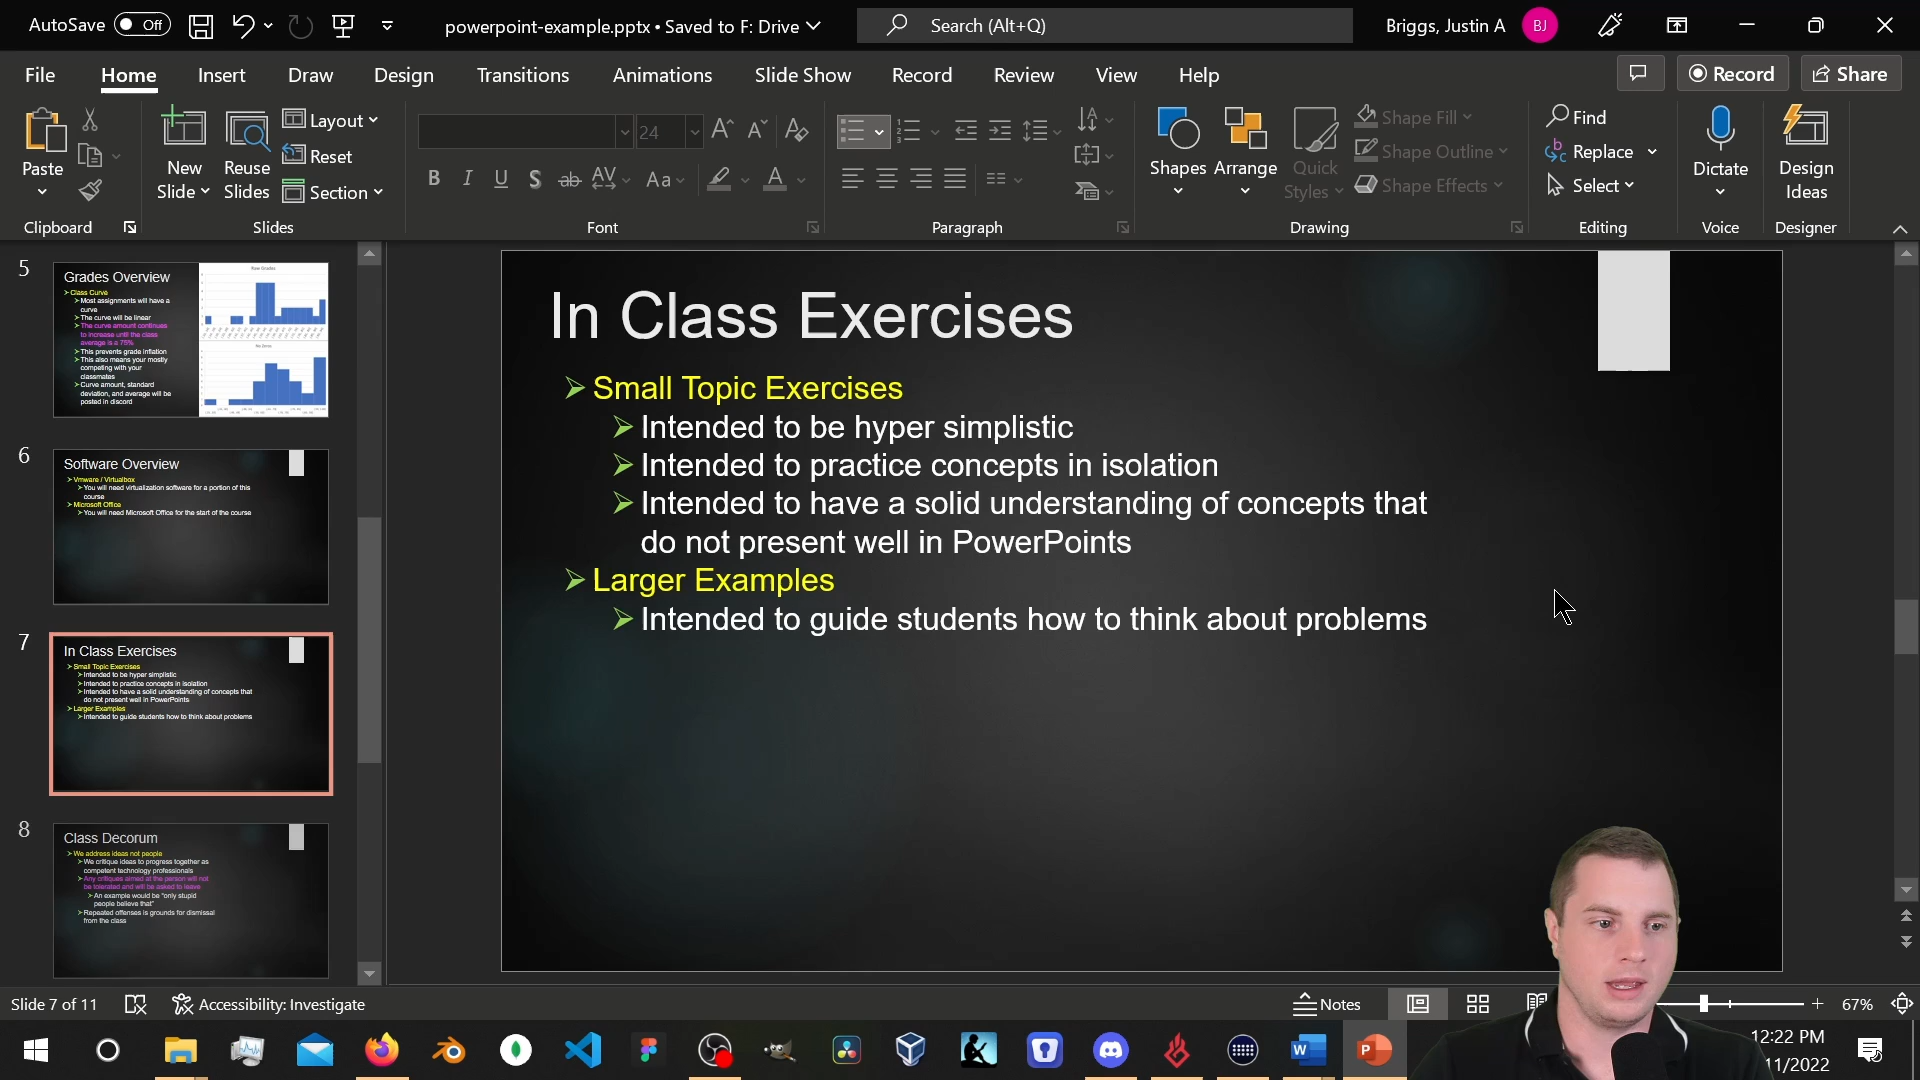 AutoSave Off powerpoint-example.pptx • Saved to F: Drive Search (Alt+Q) Briggs, Justin A BJ
File Home Insert Draw Design Transitions Animations Slide Show Record Review View Help Record Share
Paste
New
Slide
Reuse
Slides
Layout
Reset
Section
24
B I U S ab AV Aa A
Shapes
Arrange
Quick
Styles
Shape Fill
Shape Outline
Shape Effects
Find
Replace
Select
Dictate
Design
Ideas
Clipboard Slides Font Paragraph Drawing Editing Voice Designer
5
Grades Overview
Class Curve
Most assignments will have a
curve
The curve will be linear
The curve amount continues
to increase until the class
average is a 75%
This prevents grade inflation
This also means your mostly
competing with your
classmates
Curve amount, standard
deviation, and average will be
posted in discord
6
Software Overview
Vmware / Virtualbox
You will need virtualization software for a portion of this
course
Microsoft Office
You will need Microsoft Office for the start of the course
7
In Class Exercises
Small Topic Exercises
Intended to be hyper simplistic
Intended to practice concepts in isolation
Intended to have a solid understanding of concepts that
do not present well in PowerPoints
Larger Examples
Intended to guide students how to think about problems
8
Class Decorum
We address ideas not people
We critique ideas to progress together as
competent technology professionals
Any critiques aimed at the person will not
be tolerated and will be asked to leave
An example would be "only stupid
people believe that"
Repeated offenses is grounds for dismissal
from the class
In Class Exercises
Small Topic Exercises
Intended to be hyper simplistic
Intended to practice concepts in isolation
Intended to have a solid understanding of concepts that
do not present well in PowerPoints
Larger Examples
Intended to guide students how to think about problems
Slide 7 of 11 Accessibility: Investigate Notes 67%
12:22 PM
11/2022